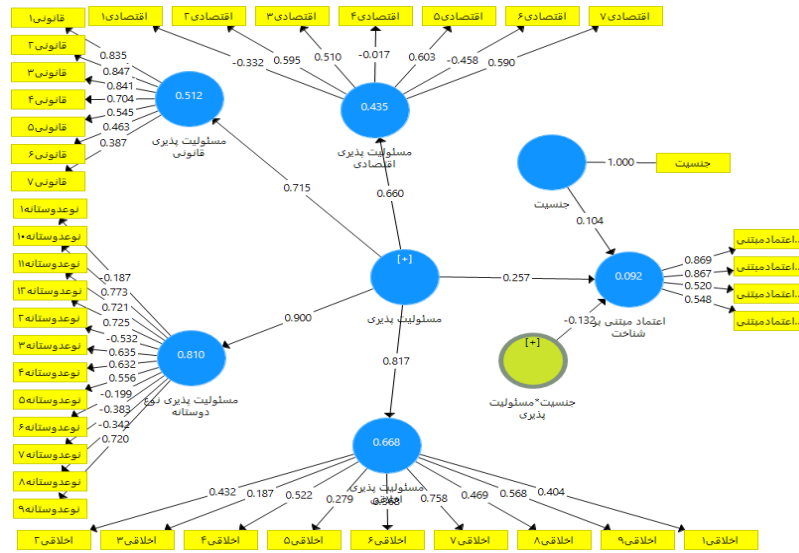 اقتصادی۱
اقتصادی۲
اقتصادی۳
اقتصادی۴
اقتصادی۵
اقتصادی۶
اقتصادی۷
-0.332
0.595
0.510
-0.017
0.603
-0.458
0.590
0.435
مسئولیت پذیری
اقتصادی
0.660
قانونی۱
قانونی۲
قانونی۳
قانونی۴
قانونی۵
قانونی۶
قانونی۷
0.835
0.847
0.841
0.704
0.545
0.463
0.387
0.512
مسئولیت پذیری
قانونی
0.715
جنسیت
1.000
جنسیت
0.104
[+]
مسئولیت پذیری
0.257
0.092
اعتماد مبتنی بر
شناخت
0.869
0.867
0.520
0.548
..اعتمادمبتنی
..اعتمادمبتنی
..اعتمادمبتنی
..اعتمادمبتنی
-0.132
[+]
جنسیت*مسئولیت
پذیری
نوعدوستانه۱
نوعدوستانه۱۰
نوعدوستانه۱۱
نوعدوستانه۱۲
نوعدوستانه۲
نوعدوستانه۳
نوعدوستانه۴
نوعدوستانه۵
نوعدوستانه۶
نوعدوستانه۷
نوعدوستانه۸
نوعدوستانه۹
-0.187
0.773
0.721
0.725
-0.532
0.635
0.632
0.556
-0.199
-0.383
-0.342
0.720
0.810
مسئولیت پذیری نوع
دوستانه
0.900
0.817
0.668
مسئولیت پذیری
اخلاقی
0.432
0.187
0.522
0.279
0.758
0.469
0.568
0.404
اخلاقی۲
اخلاقی۳
اخلاقی۴
اخلاقی۵
اخلاقی۶
اخلاقی۷
اخلاقی۸
اخلاقی۹
اخلاقی۱